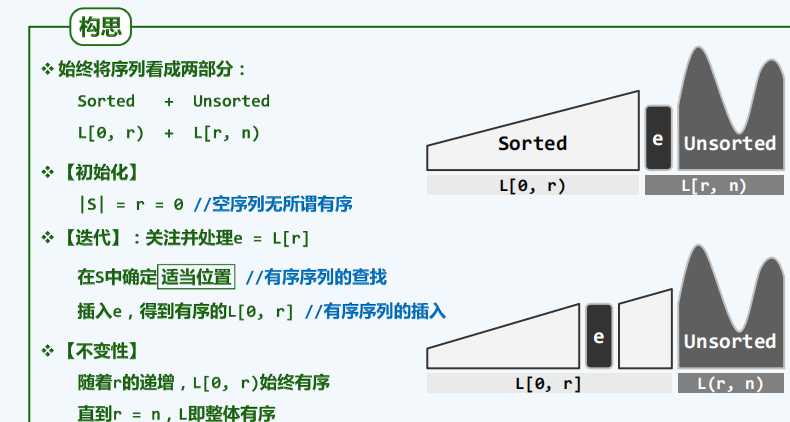 构思
❖ 始终将序列看成两部分：
Sorted + Unsorted
L[0, r) + L[r, n)
❖ 【初始化】
|S| = r = 0 //空序列无所谓有序
❖ 【迭代】：关注并处理e = L[r]
在S中确定适当位置 //有序序列的查找
插入e，得到有序的L[0, r] //有序序列的插入
❖ 【不变性】
随着r的递增，L[0, r)始终有序
直到r = n，L即整体有序
Sorted e Unsorted
L[0, r) L[r, n)
e Unsorted
L[0, r] L(r, n)